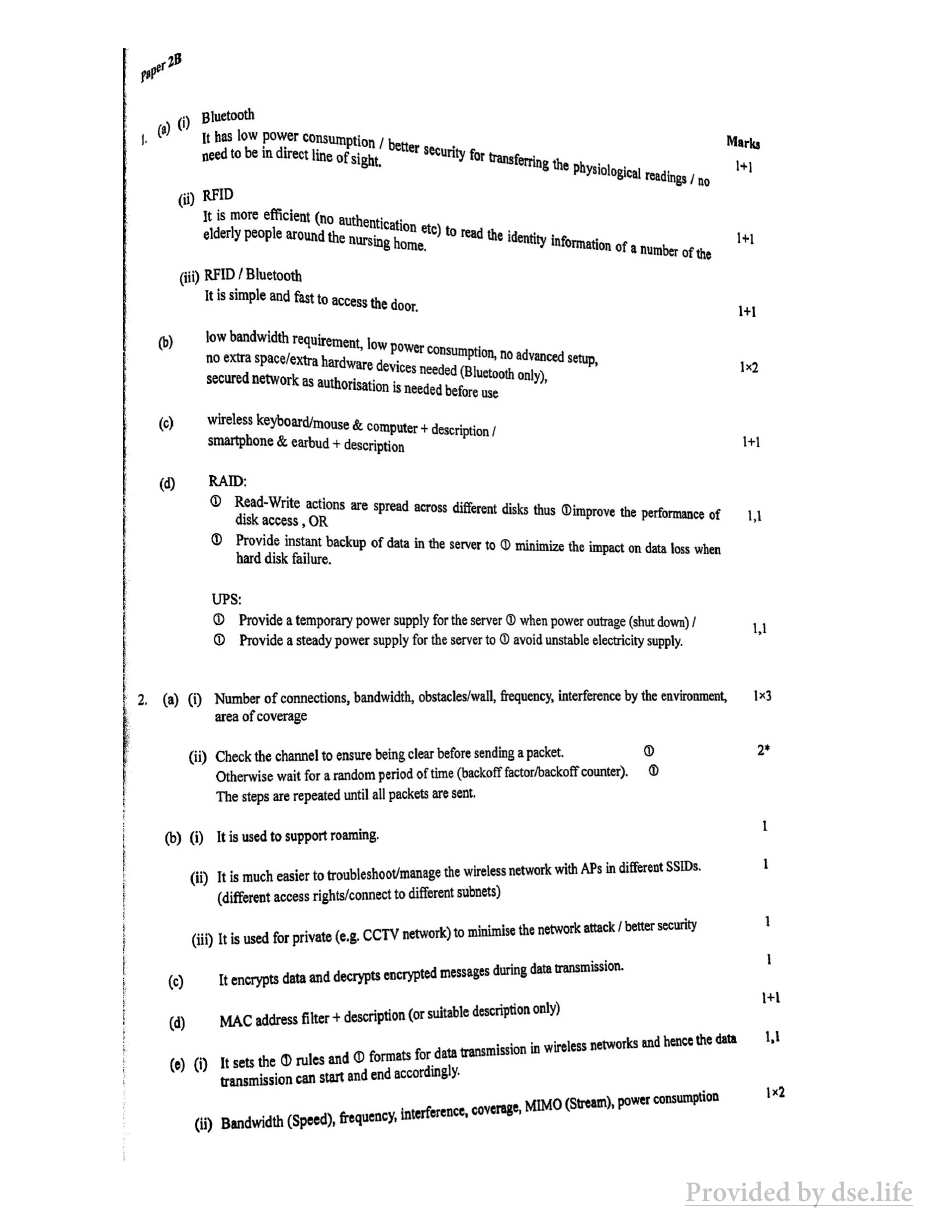 Paper 2B
Marks
1. (a) (i) Bluetooth
It has low power consumption / better security for transferring the physiological readings / no 1+1
need to be in direct line of sight.
(ii) RFID
It is more efficient (no authentication etc) to read the identity information of a number of the 1+1
elderly people around the nursing home.
(iii) RFID / Bluetooth
It is simple and fast to access the door. 1+1
(b) low bandwidth requirement, low power consumption, no advanced setup,
no extra space/extra hardware devices needed (Bluetooth only), 1×2
secured network as authorisation is needed before use
(c) wireless keyboard/mouse & computer + description /
smartphone & earbud + description 1+1
(d) RAID:
① Read-Write actions are spread across different disks thus ①improve the performance of 1,1
disk access , OR
① Provide instant backup of data in the server to ① minimize the impact on data loss when
hard disk failure.
UPS:
① Provide a temporary power supply for the server ① when power outrage (shut down) / 1,1
① Provide a steady power supply for the server to ① avoid unstable electricity supply.
2. (a) (i) Number of connections, bandwidth, obstacles/wall, frequency, interference by the environment, 1×3
area of coverage
(ii) Check the channel to ensure being clear before sending a packet. ① 2*
Otherwise wait for a random period of time (backoff factor/backoff counter). ①
The steps are repeated until all packets are sent.
(b) (i) It is used to support roaming. 1
(ii) It is much easier to troubleshoot/manage the wireless network with APs in different SSIDs. 1
(different access rights/connect to different subnets)
(iii) It is used for private (e.g. CCTV network) to minimise the network attack / better security 1
(c) It encrypts data and decrypts encrypted messages during data transmission. 1
(d) MAC address filter + description (or suitable description only) 1+1
(e) (i) It sets the ① rules and ① formats for data transmission in wireless networks and hence the data 1,1
transmission can start and end accordingly.
(ii) Bandwidth (Speed), frequency, interference, coverage, MIMO (Stream), power consumption 1×2
Provided by dse.life